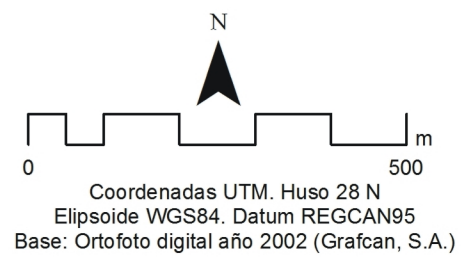 N
m
0 500
Coordenadas UTM. Huso 28 N
Elipsoide WGS84. Datum REGCAN95
Base: Ortofoto digital año 2002 (Grafcan, S.A.)